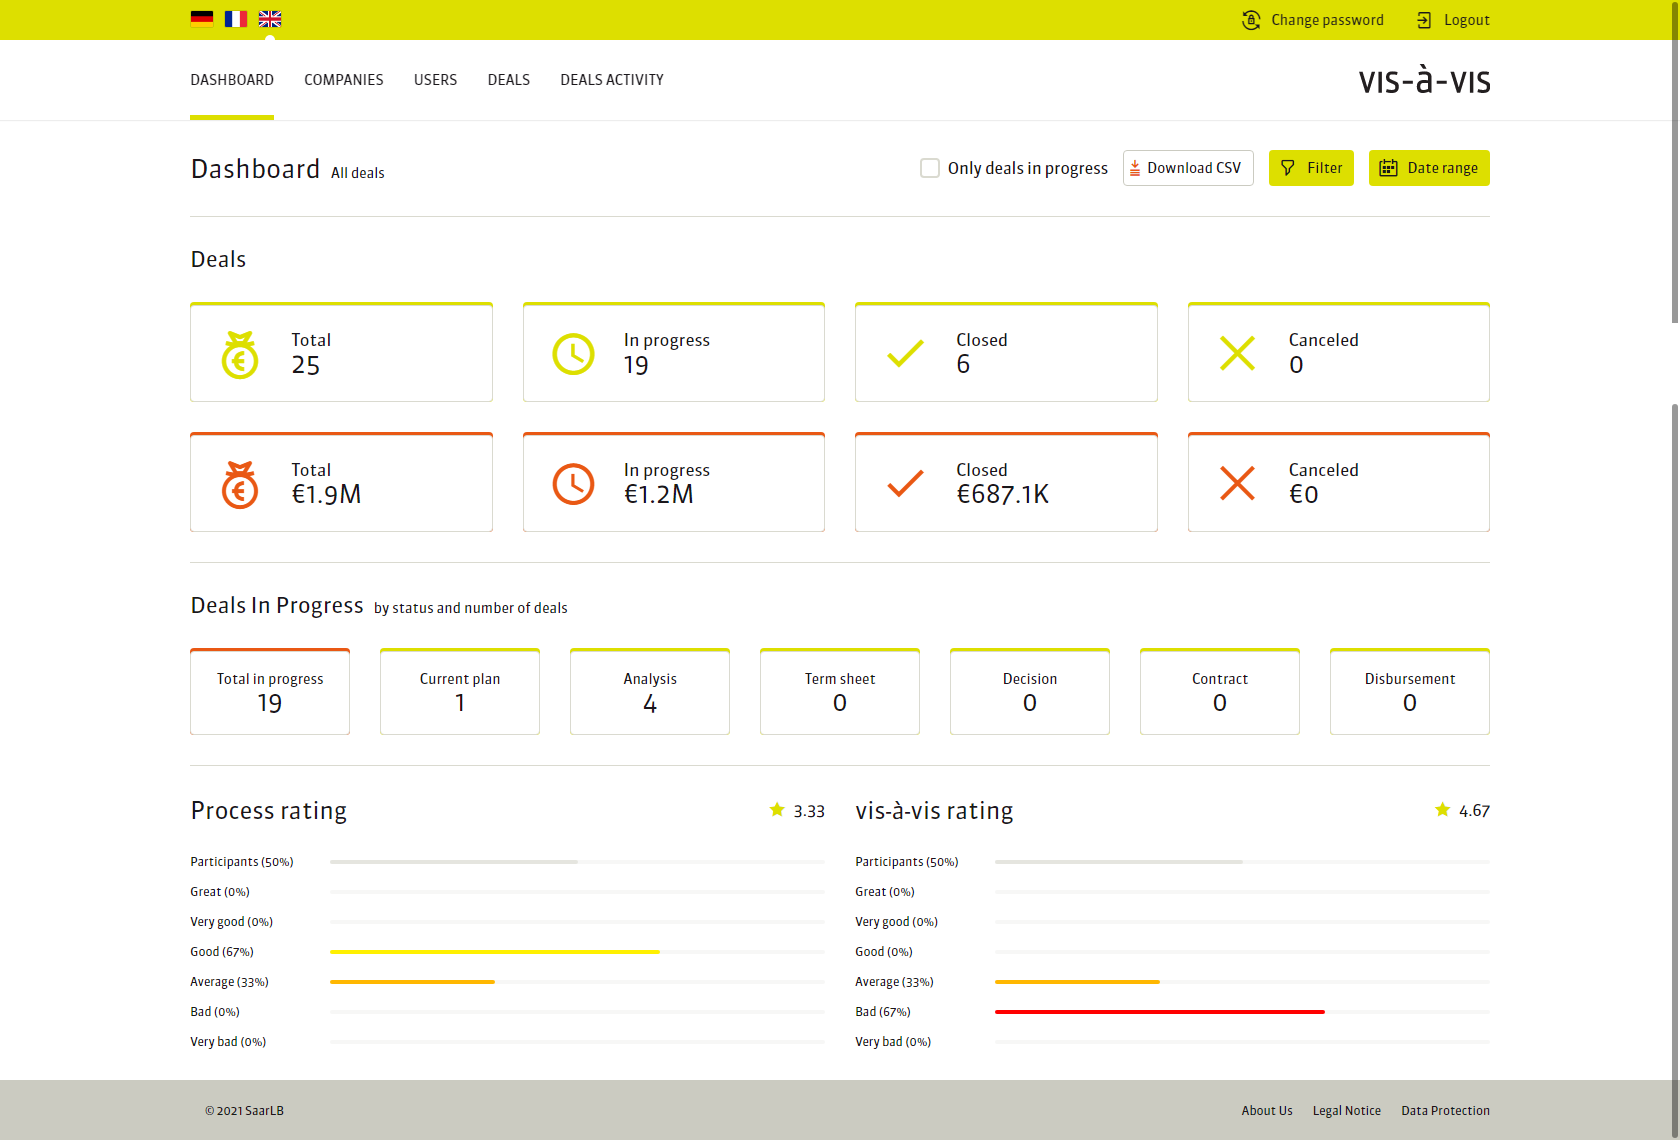 Change password Logout
DASHBOARD COMPANIES USERS DEALS DEALS ACTIVITY VIS-à-VIS
Dashboard All deals Only deals in progress Download CSV Filter Date range
Deals
Total In progress Closed Canceled
25 19 6 0
Total In progress Closed Canceled
€1.9M €1.2M €687.1K €0
Deals In Progress by status and number of deals
Total in progress Current plan Analysis Term sheet Decision Contract Disbursement
19 1 4 0 0 0 0
Process rating 3.33
Participants (50%)
Great (0%)
Very good (0%)
Good (67%)
Average (33%)
Bad (0%)
Very bad (0%)
vis-à-vis rating 4.67
Participants (50%)
Great (0%)
Very good (0%)
Good (0%)
Average (33%)
Bad (67%)
Very bad (0%)
© 2021 SaarLB About Us Legal Notice Data Protection